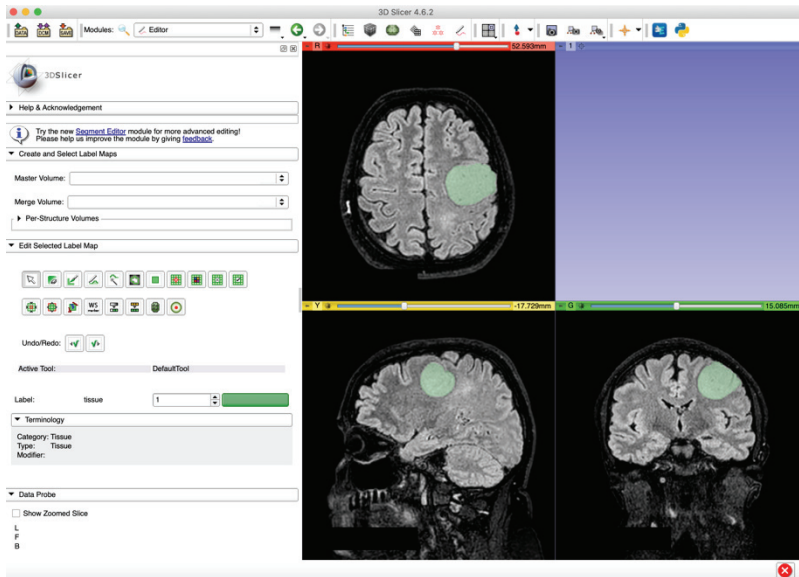 3D Slicer 4.6.2
DATA DCM SAVE Modules: Editor
R 52.593mm 1
3DSlicer
Help & Acknowledgement
Try the new Segment Editor module for more advanced editing!
Please help us improve the module by giving feedback.
Create and Select Label Maps
Master Volume:
Merge Volume:
Per-Structure Volumes
Edit Selected Label Map
WS
Y -17.729mm G 15.085mm
Undo/Redo:
Active Tool: DefaultTool
Label: tissue 1
Terminology
Category: Tissue
Type: Tissue
Modifier:
Data Probe
Show Zoomed Slice
L
F
B